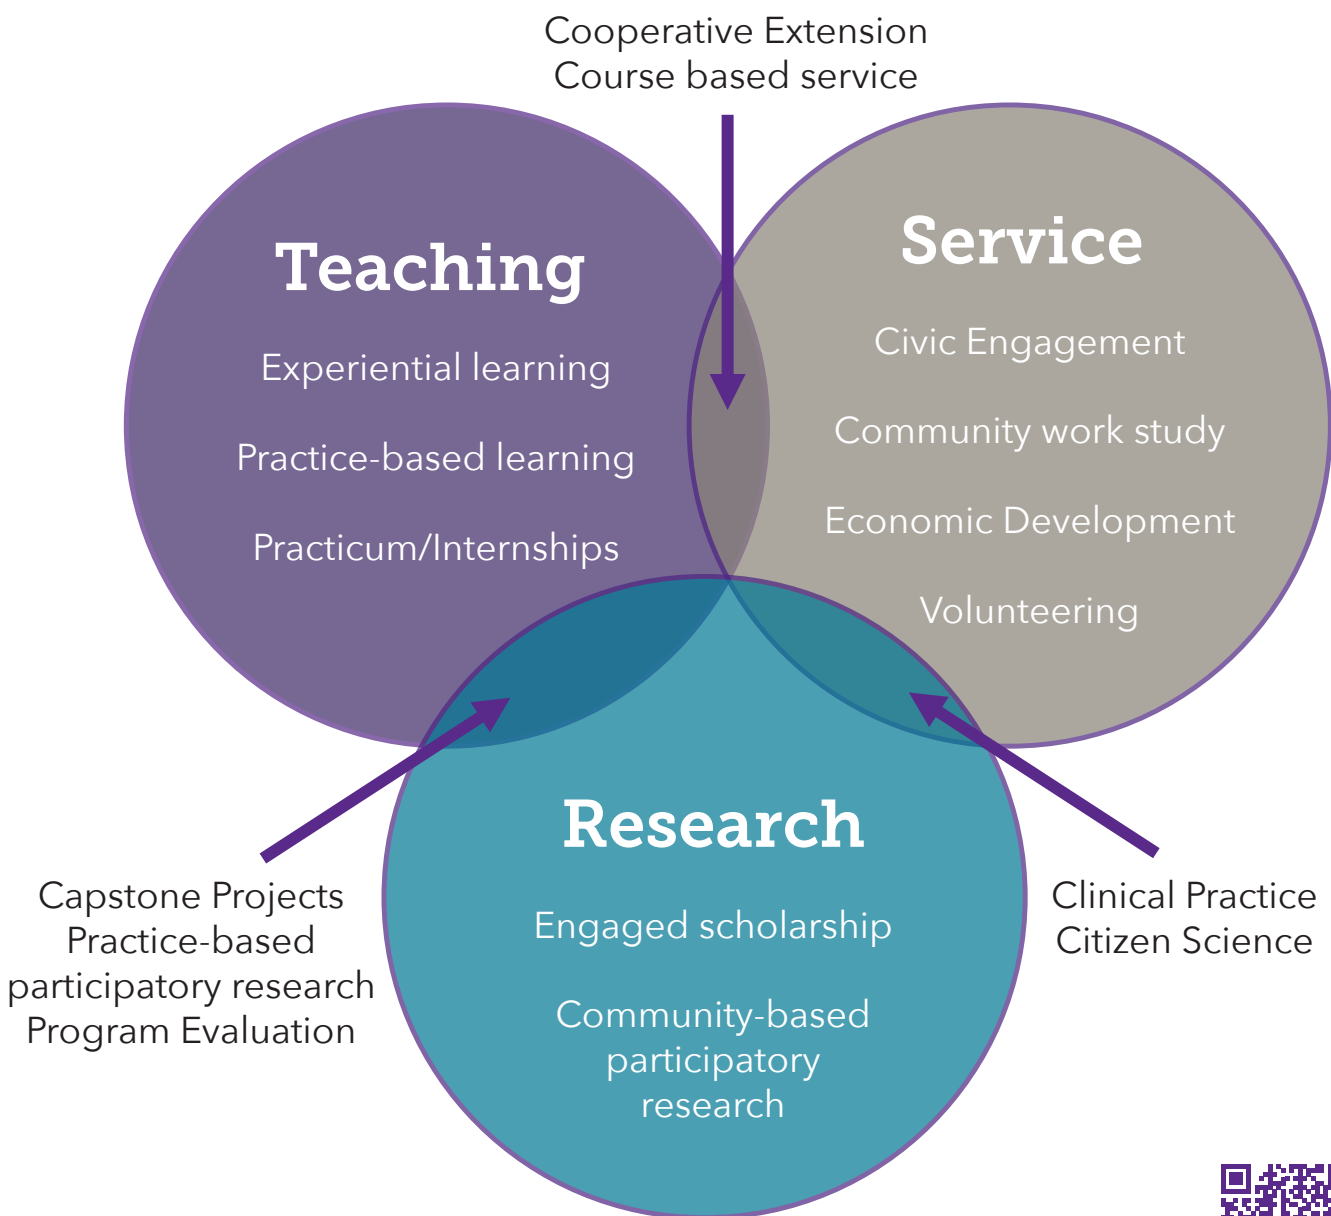 Cooperative Extension
Course based service
Teaching
Experiential learning
Practice-based learning
Practicum/Internships
Service
Civic Engagement
Community work study
Economic Development
Volunteering
Research
Engaged scholarship
Community-based
participatory
research
Capstone Projects
Practice-based
participatory research
Program Evaluation
Clinical Practice
Citizen Science